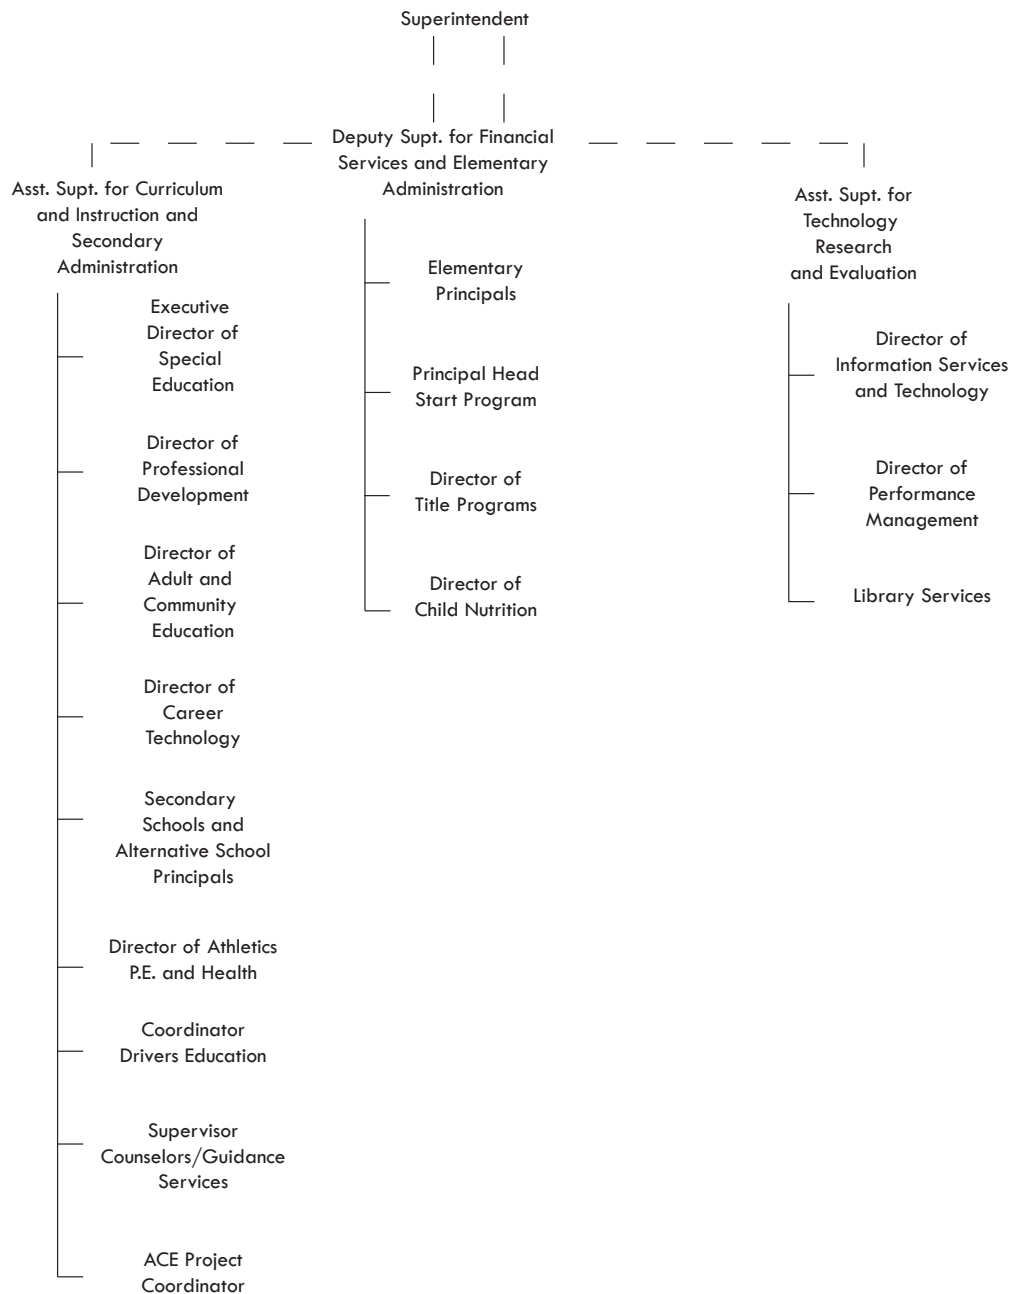 Superintendent
Deputy Supt. for Financial
Services and Elementary
Administration
Asst. Supt. for Curriculum
and Instruction and
Secondary
Administration
Executive
Director of
Special
Education
Director of
Professional
Development
Director of
Adult and
Community
Education
Director of
Career
Technology
Secondary
Schools and
Alternative School
Principals
Director of Athletics
P.E. and Health
Coordinator
Drivers Education
Supervisor
Counselors/Guidance
Services
ACE Project
Coordinator
Elementary
Principals
Principal Head
Start Program
Director of
Title Programs
Director of
Child Nutrition
Asst. Supt. for
Technology
Research
and Evaluation
Director of
Information Services
and Technology
Director of
Performance
Management
Library Services